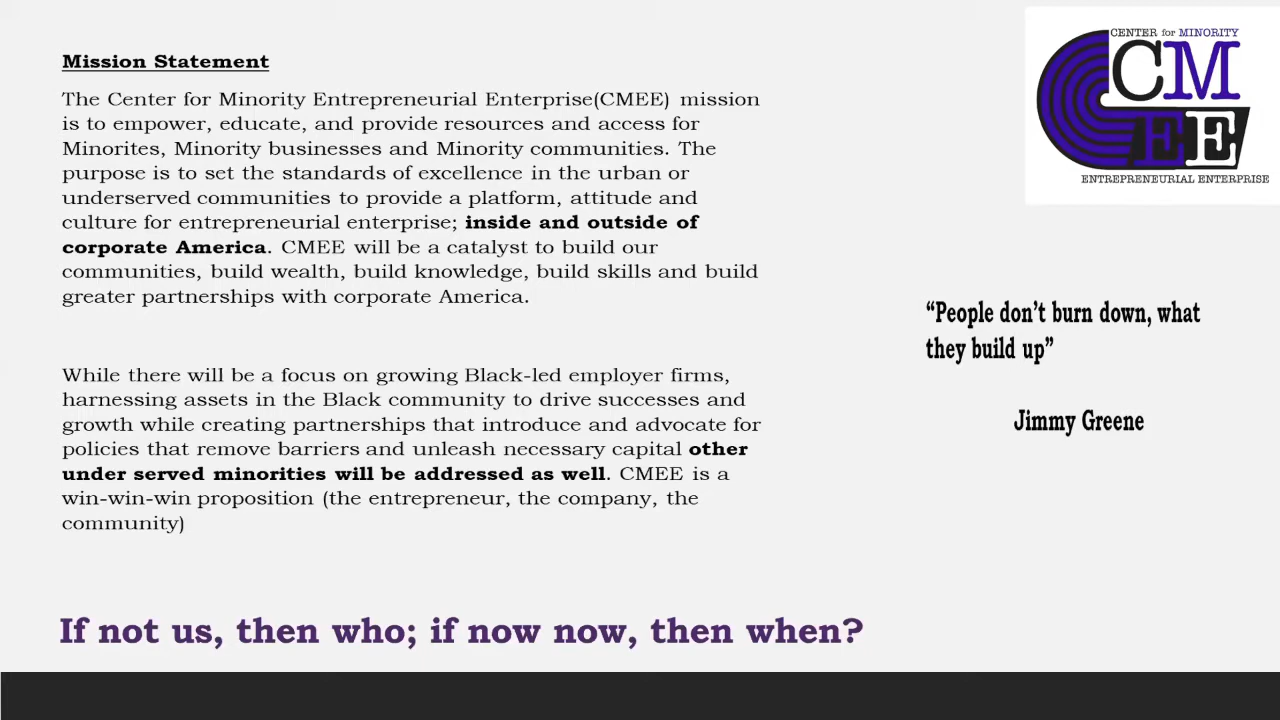 Mission Statement
The Center for Minority Entrepreneurial Enterprise(CMEE) mission
is to empower, educate, and provide resources and access for
Minorites, Minority businesses and Minority communities. The
purpose is to set the standards of excellence in the urban or
underserved communities to provide a platform, attitude and
culture for entrepreneurial enterprise; inside and outside of
corporate America. CMEE will be a catalyst to build our
communities, build wealth, build knowledge, build skills and build
greater partnerships with corporate America.
While there will be a focus on growing Black-led employer firms,
harnessing assets in the Black community to drive successes and
growth while creating partnerships that introduce and advocate for
policies that remove barriers and unleash necessary capital other
under served minorities will be addressed as well. CMEE is a
win-win-win proposition (the entrepreneur, the company, the
community)
If not us, then who; if now now, then when?
CENTER for MINORITY
CM
EE
ENTREPRENEURIAL ENTERPRISE
“People don’t burn down, what
they build up”
Jimmy Greene